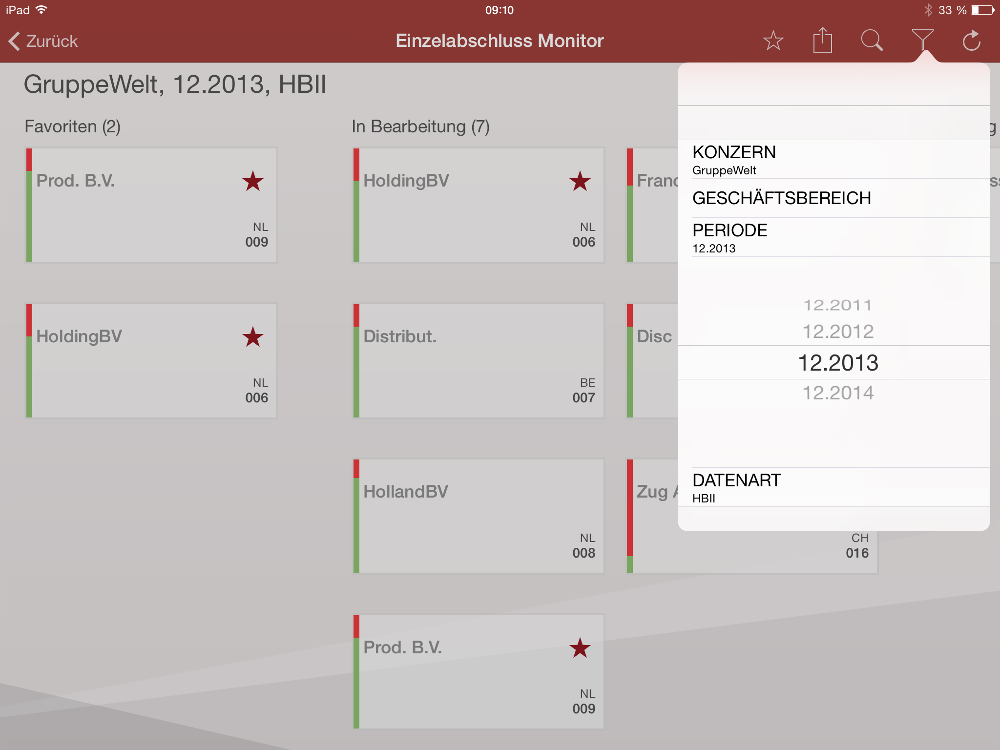 iPad
09:10
33 %
Zurück
Einzelabschluss Monitor
GruppeWelt, 12.2013, HBII
Favoriten (2)
Prod. B.V.
NL
009
HoldingBV
NL
006
In Bearbeitung (7)
HoldingBV
NL
006
Distribut.
BE
007
HollandBV
NL
008
Prod. B.V.
NL
009
Disc
Zug
CH
016
KONZERN
GruppeWelt
GESCHÄFTSBEREICH
PERIODE
12.2013
12.2011
12.2012
12.2013
12.2014
DATENART
HBII